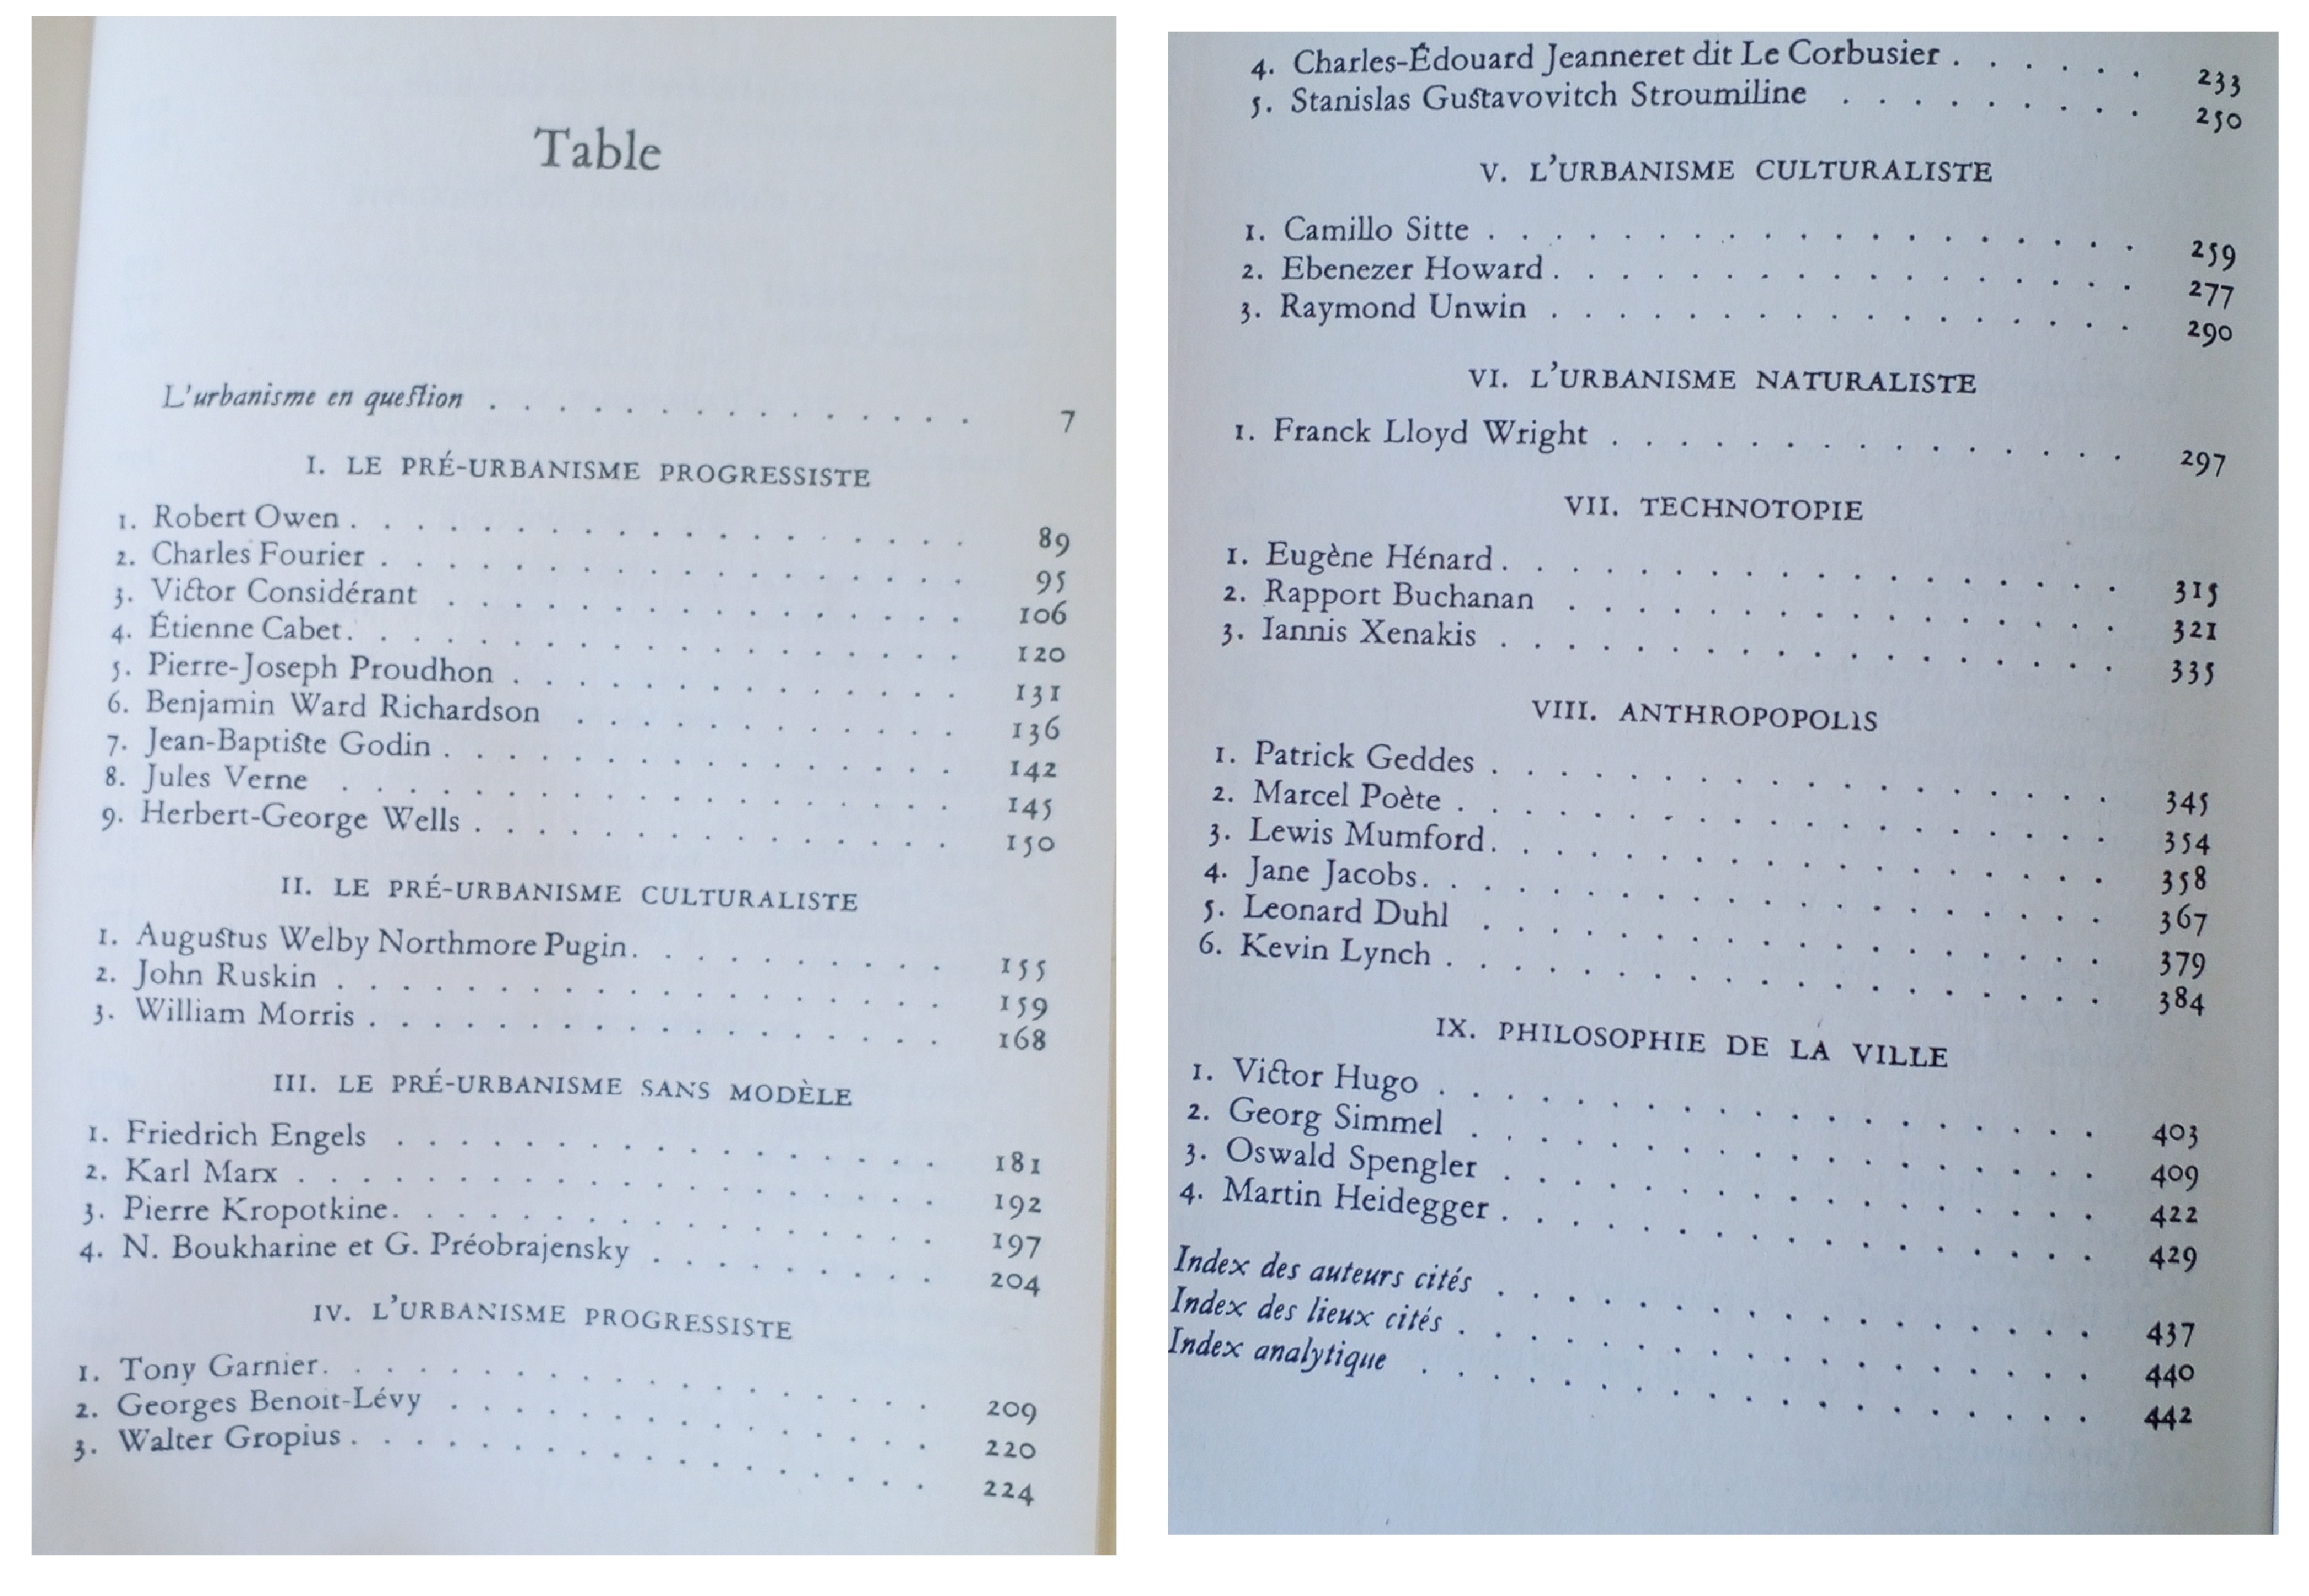 Table
L'urbanisme en question . . . . . . . . . . . . . . . 7
I. LE PRÉ-URBANISME PROGRESSISTE
1. Robert Owen . . . . . . . . . . . . . . . . . . 89
2. Charles Fourier . . . . . . . . . . . . . . . . . 95
3. Victor Considérant . . . . . . . . . . . . . . . 106
4. Étienne Cabet . . . . . . . . . . . . . . . . . . 120
5. Pierre-Joseph Proudhon . . . . . . . . . . . . . 131
6. Benjamin Ward Richardson . . . . . . . . . . . . 136
7. Jean-Baptiste Godin . . . . . . . . . . . . . . . 142
8. Jules Verne . . . . . . . . . . . . . . . . . . . 145
9. Herbert-George Wells . . . . . . . . . . . . . . 150
II. LE PRÉ-URBANISME CULTURALISTE
1. Augustus Welby Northmore Pugin . . . . . . . . . 155
2. John Ruskin . . . . . . . . . . . . . . . . . . 159
3. William Morris . . . . . . . . . . . . . . . . . 168
III. LE PRÉ-URBANISME SANS MODÈLE
1. Friedrich Engels . . . . . . . . . . . . . . . . 181
2. Karl Marx . . . . . . . . . . . . . . . . . . . 192
3. Pierre Kropotkine . . . . . . . . . . . . . . . . 197
4. N. Boukharine et G. Préobrajensky . . . . . . . . 204
IV. L'URBANISME PROGRESSISTE
1. Tony Garnier . . . . . . . . . . . . . . . . . . 209
2. Georges Benoit-Lévy . . . . . . . . . . . . . . 220
3. Walter Gropius . . . . . . . . . . . . . . . . . 224
4. Charles-Édouard Jeanneret dit Le Corbusier . . . . . . 233
5. Stanislas Gustavovitch Stroumiline . . . . . . . . . 250
V. L'URBANISME CULTURALISTE
1. Camillo Sitte . . . . . . . . . . . . . . . . . . 259
2. Ebenezer Howard . . . . . . . . . . . . . . . . . 277
3. Raymond Unwin . . . . . . . . . . . . . . . . . 290
VI. L'URBANISME NATURALISTE
1. Franck Lloyd Wright . . . . . . . . . . . . . . . 297
VII. TECHNOTOPIE
1. Eugène Hénard . . . . . . . . . . . . . . . . . . 315
2. Rapport Buchanan . . . . . . . . . . . . . . . . 321
3. Iannis Xenakis . . . . . . . . . . . . . . . . . 335
VIII. ANTHROPOPOLIS
1. Patrick Geddes . . . . . . . . . . . . . . . . . 345
2. Marcel Poète . . . . . . . . . . . . . . . . . . 354
3. Lewis Mumford . . . . . . . . . . . . . . . . . . 358
4. Jane Jacobs . . . . . . . . . . . . . . . . . . . 367
5. Leonard Duhl . . . . . . . . . . . . . . . . . . 379
6. Kevin Lynch . . . . . . . . . . . . . . . . . . . 384
IX. PHILOSOPHIE DE LA VILLE
1. Victor Hugo . . . . . . . . . . . . . . . . . . . 403
2. Georg Simmel . . . . . . . . . . . . . . . . . . 409
3. Oswald Spengler . . . . . . . . . . . . . . . . . 422
4. Martin Heidegger . . . . . . . . . . . . . . . . 429
Index des auteurs cités . . . . . . . . . . . . . . . 437
Index des lieux cités . . . . . . . . . . . . . . . . 440
Index analytique . . . . . . . . . . . . . . . . . . 442